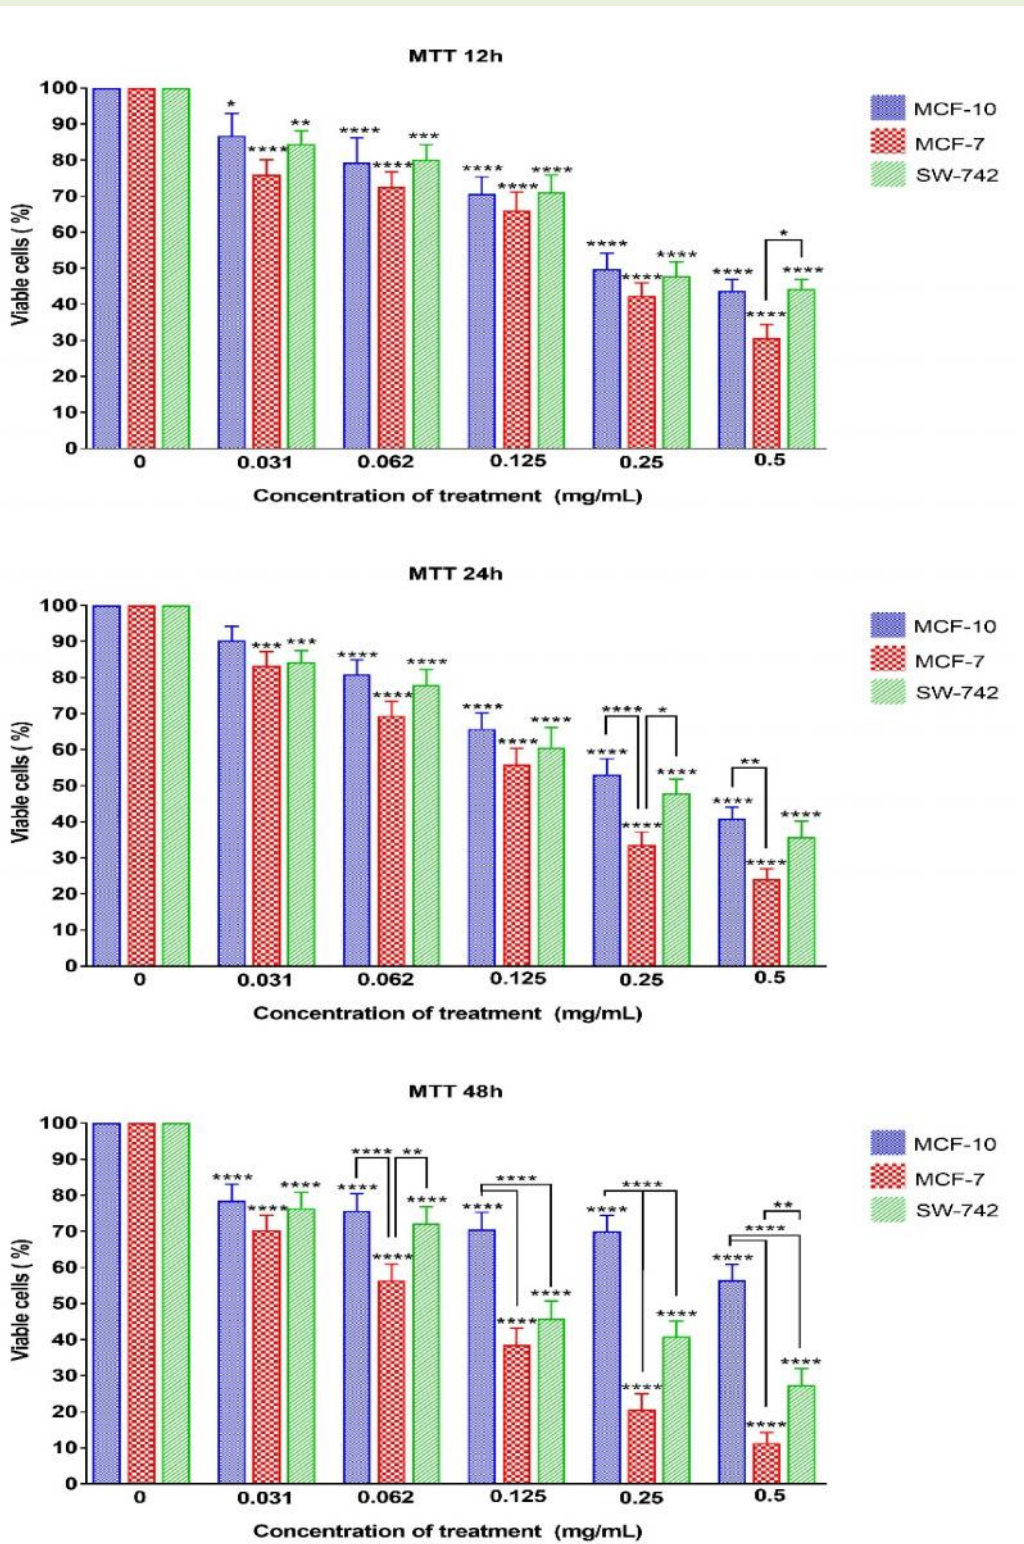 MTT 12h
100
90
80
70
60
50
40
30
20
10
0
Viable cells ( %)
* **** ** **** **** *** **** **** **** **** **** **** **** **** **** *
0 0.031 0.062 0.125 0.25 0.5
Concentration of treatment (mg/mL)
MCF-10
MCF-7
SW-742
MTT 24h
100
90
80
70
60
50
40
30
20
10
0
Viable cells ( %)
*** *** **** **** **** **** **** **** **** **** **** **** * **** **** **** **
0 0.031 0.062 0.125 0.25 0.5
Concentration of treatment (mg/mL)
MCF-10
MCF-7
SW-742
MTT 48h
100
90
80
70
60
50
40
30
20
10
0
Viable cells ( %)
**** **** **** **** **** **** **** ** **** **** **** **** **** **** **** **** **** **** **** **** **
0 0.031 0.062 0.125 0.25 0.5
Concentration of treatment (mg/mL)
MCF-10
MCF-7
SW-742